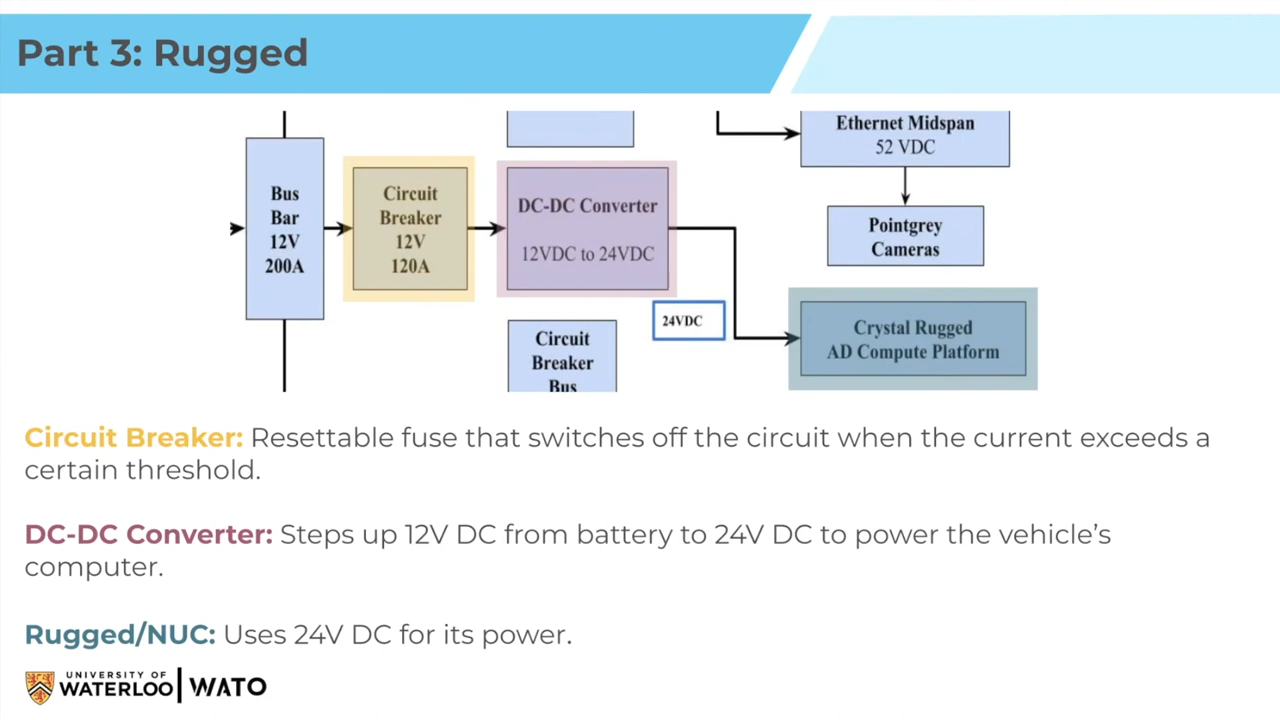 Part 3: Rugged
Ethernet Midspan
52 VDC
Bus
Bar
12V
200A
Circuit
Breaker
12V
120A
DC-DC Converter
12VDC to 24VDC
Pointgrey
Cameras
24VDC
Crystal Rugged
AD Compute Platform
Circuit
Breaker
Bus
Circuit Breaker: Resettable fuse that switches off the circuit when the current exceeds a
certain threshold.
DC-DC Converter: Steps up 12V DC from battery to 24V DC to power the vehicle’s
computer.
Rugged/NUC: Uses 24V DC for its power.
UNIVERSITY OF
WATERLOO | WATO